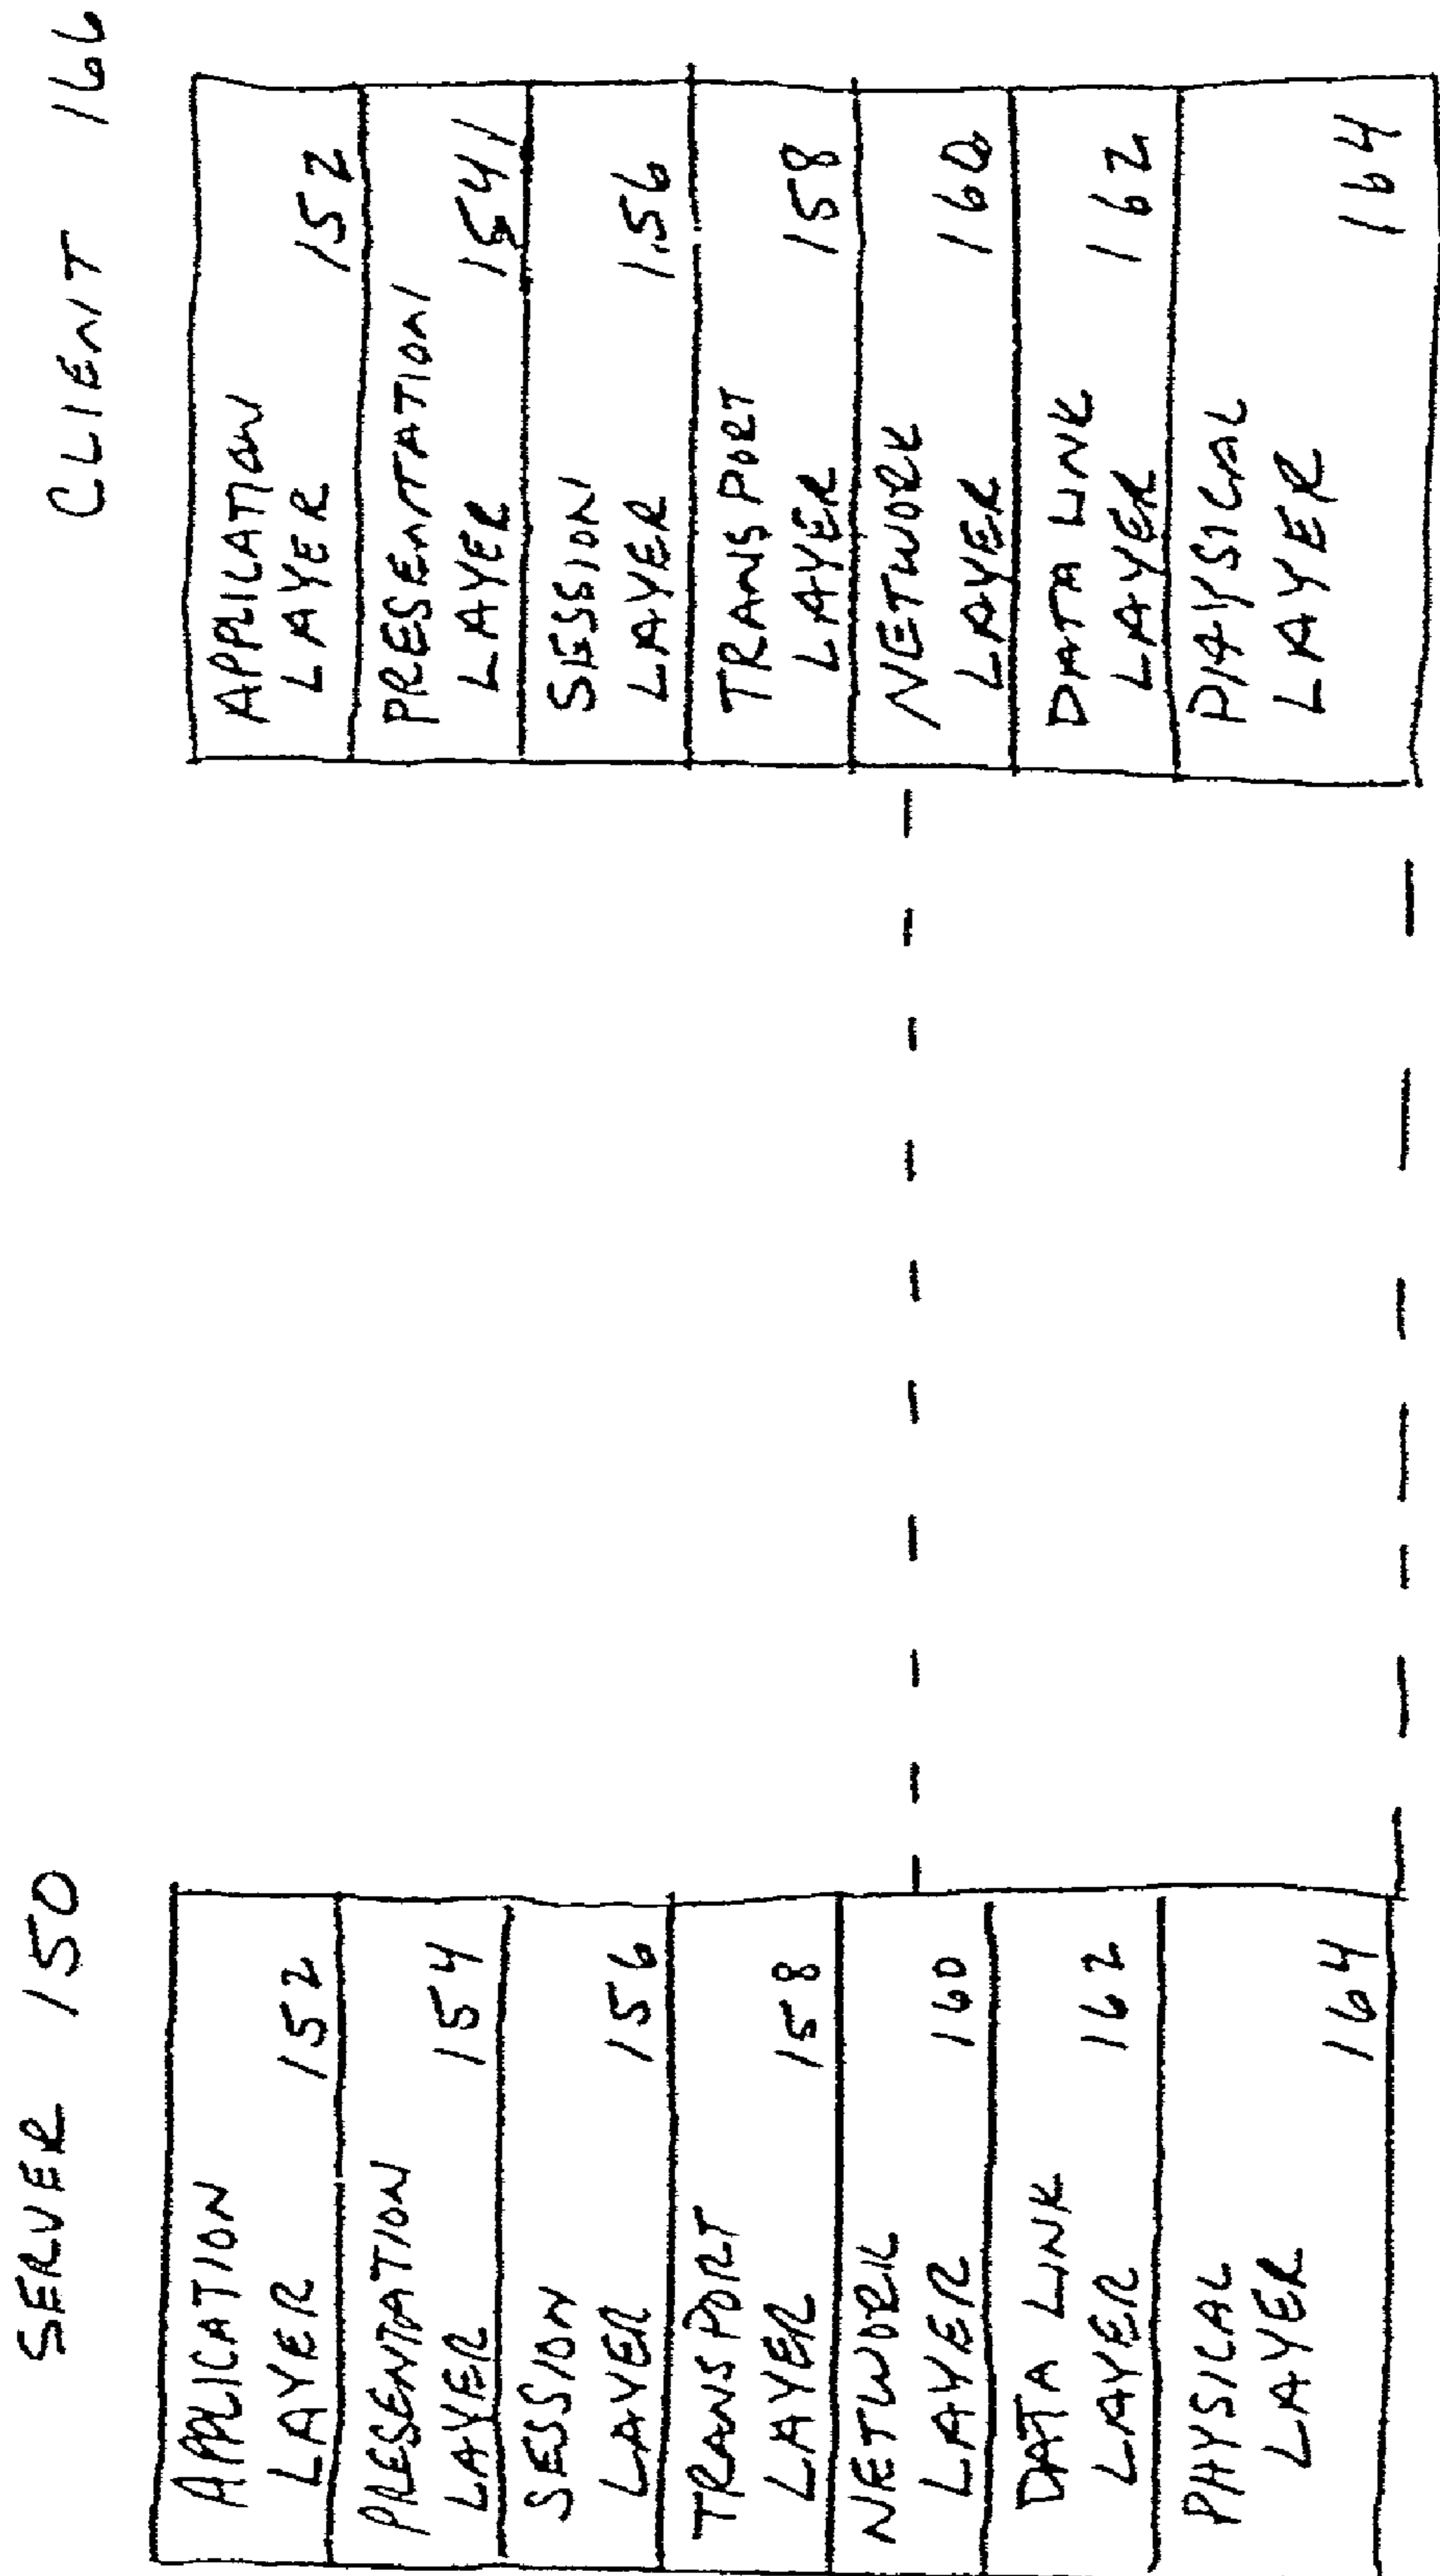 SERVER 150
APPLICATION
LAYER 152
PRESENTATION
LAYER 154
SESSION
LAYER 156
TRANSPORT
LAYER 158
NETWORK
LAYER 160
DATA LINK
LAYER 162
PHYSICAL
LAYER
164
CLIENT 166
APPLICATION
LAYER 152
PRESENTATION
LAYER 154
SESSION
LAYER 156
TRANSPORT
LAYER 158
NETWORK
LAYER 160
DATA LINK
LAYER 162
PHYSICAL
LAYER
164